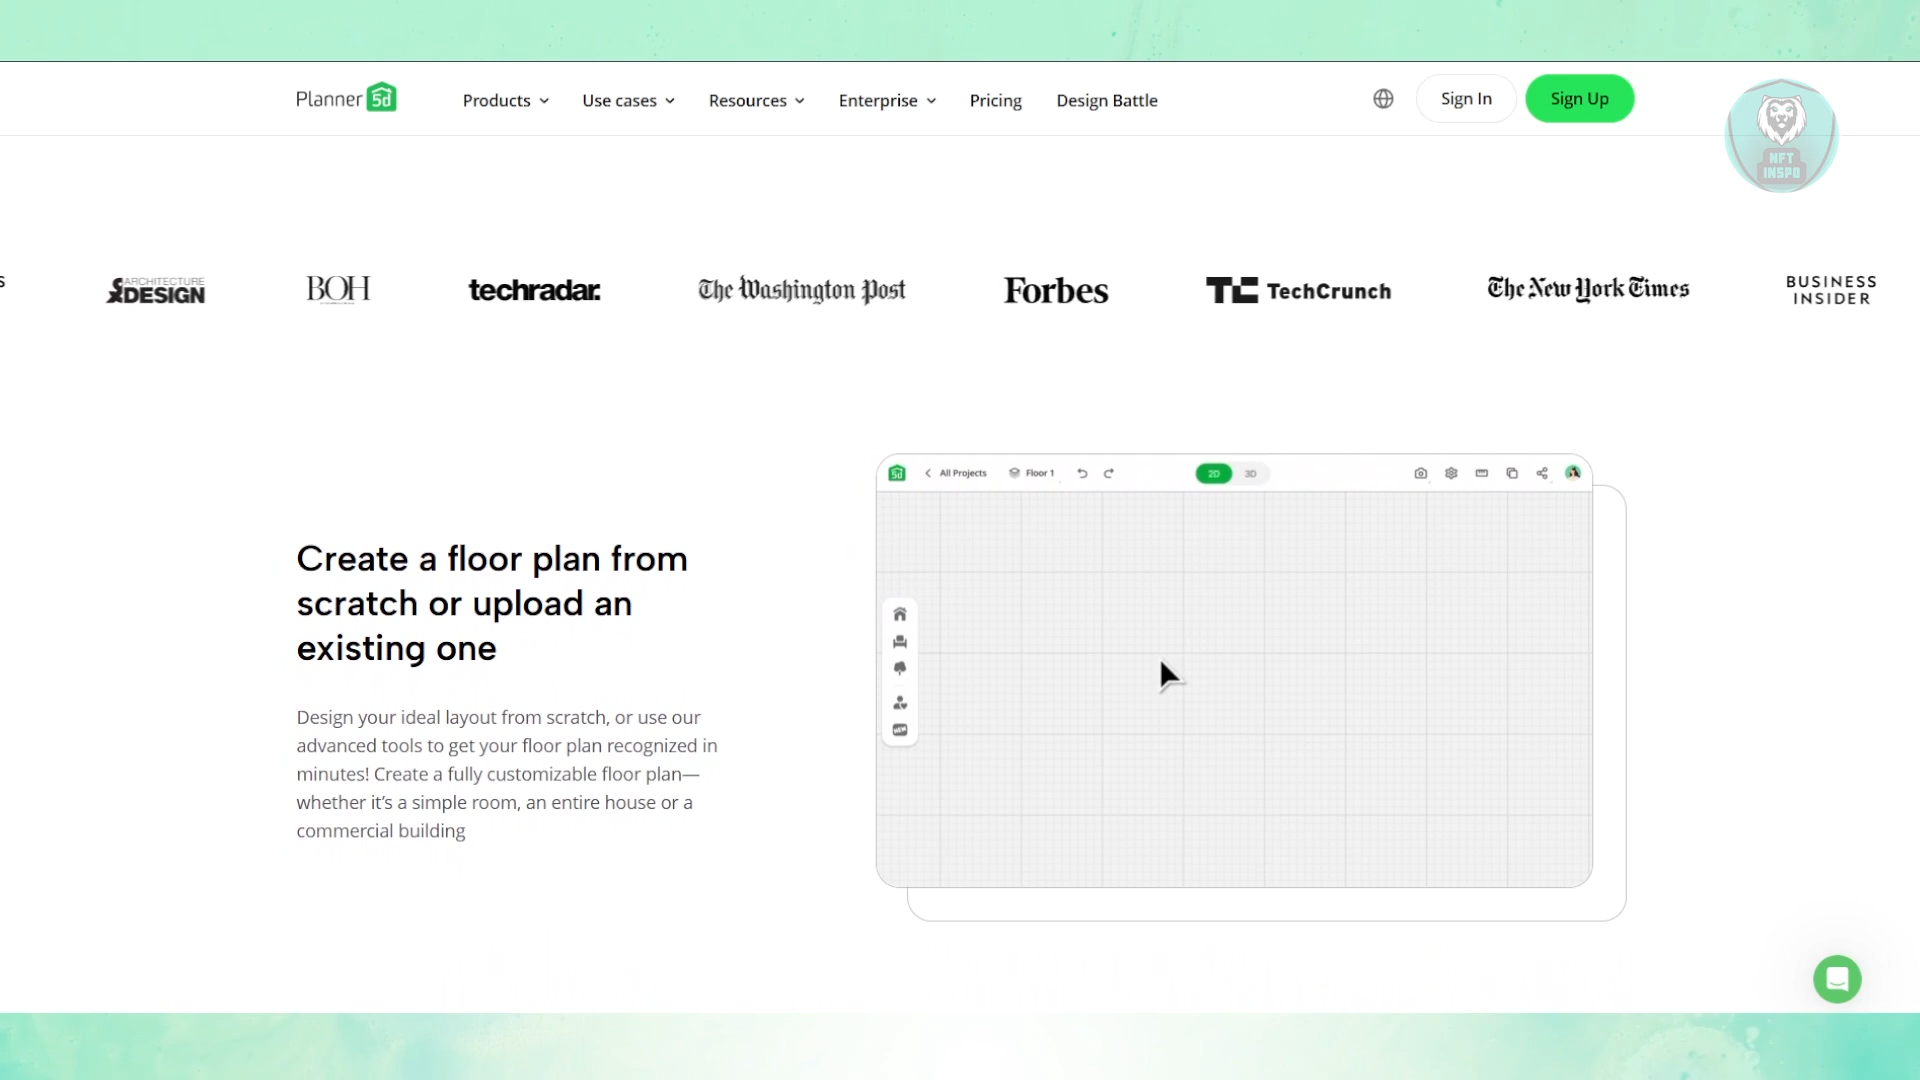 Planner 5d
Products
Use cases
Resources
Enterprise
Pricing
Design Battle
Sign In
Sign Up
NFT
INSPO
S
ARCHITECTURE
&DESIGN
BOH
techradar.
The Washington Post
Forbes
TC TechCrunch
The New York Times
BUSINESS
INSIDER
5d
All Projects
Floor 1
2D
3D
NEW
Create a floor plan from
scratch or upload an
existing one
Design your ideal layout from scratch, or use our
advanced tools to get your floor plan recognized in
minutes! Create a fully customizable floor plan—
whether it’s a simple room, an entire house or a
commercial building